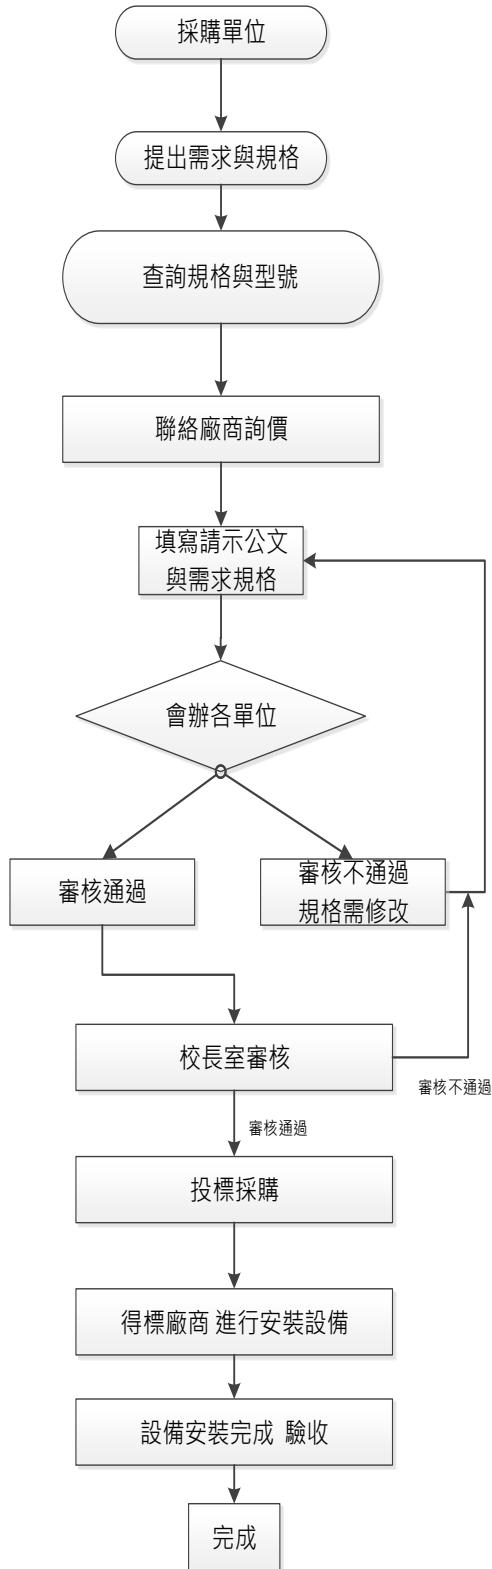 採購單位
提出需求與規格
查詢規格與型號
聯絡廠商詢價
填寫請示公文
與需求規格
會辦各單位
審核通過
審核不通過
規格需修改
校長室審核
審核不通過
審核通過
投標採購
得標廠商 進行安裝設備
設備安裝完成 驗收
完成